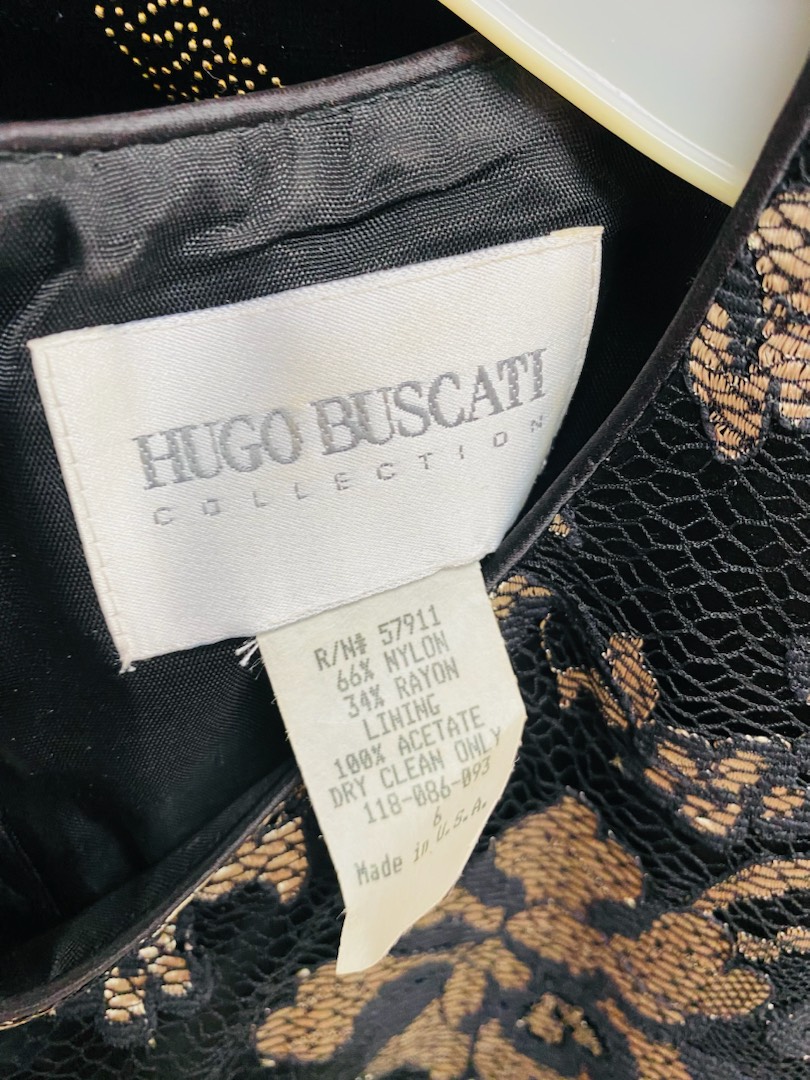 HUGO BUSCATI
COLLECTION
R/N# 57911
66% NYLON
34% RAYON
LINING
100% ACETATE
DRY CLEAN ONLY
118-086-093
6
Made in U.S.A.